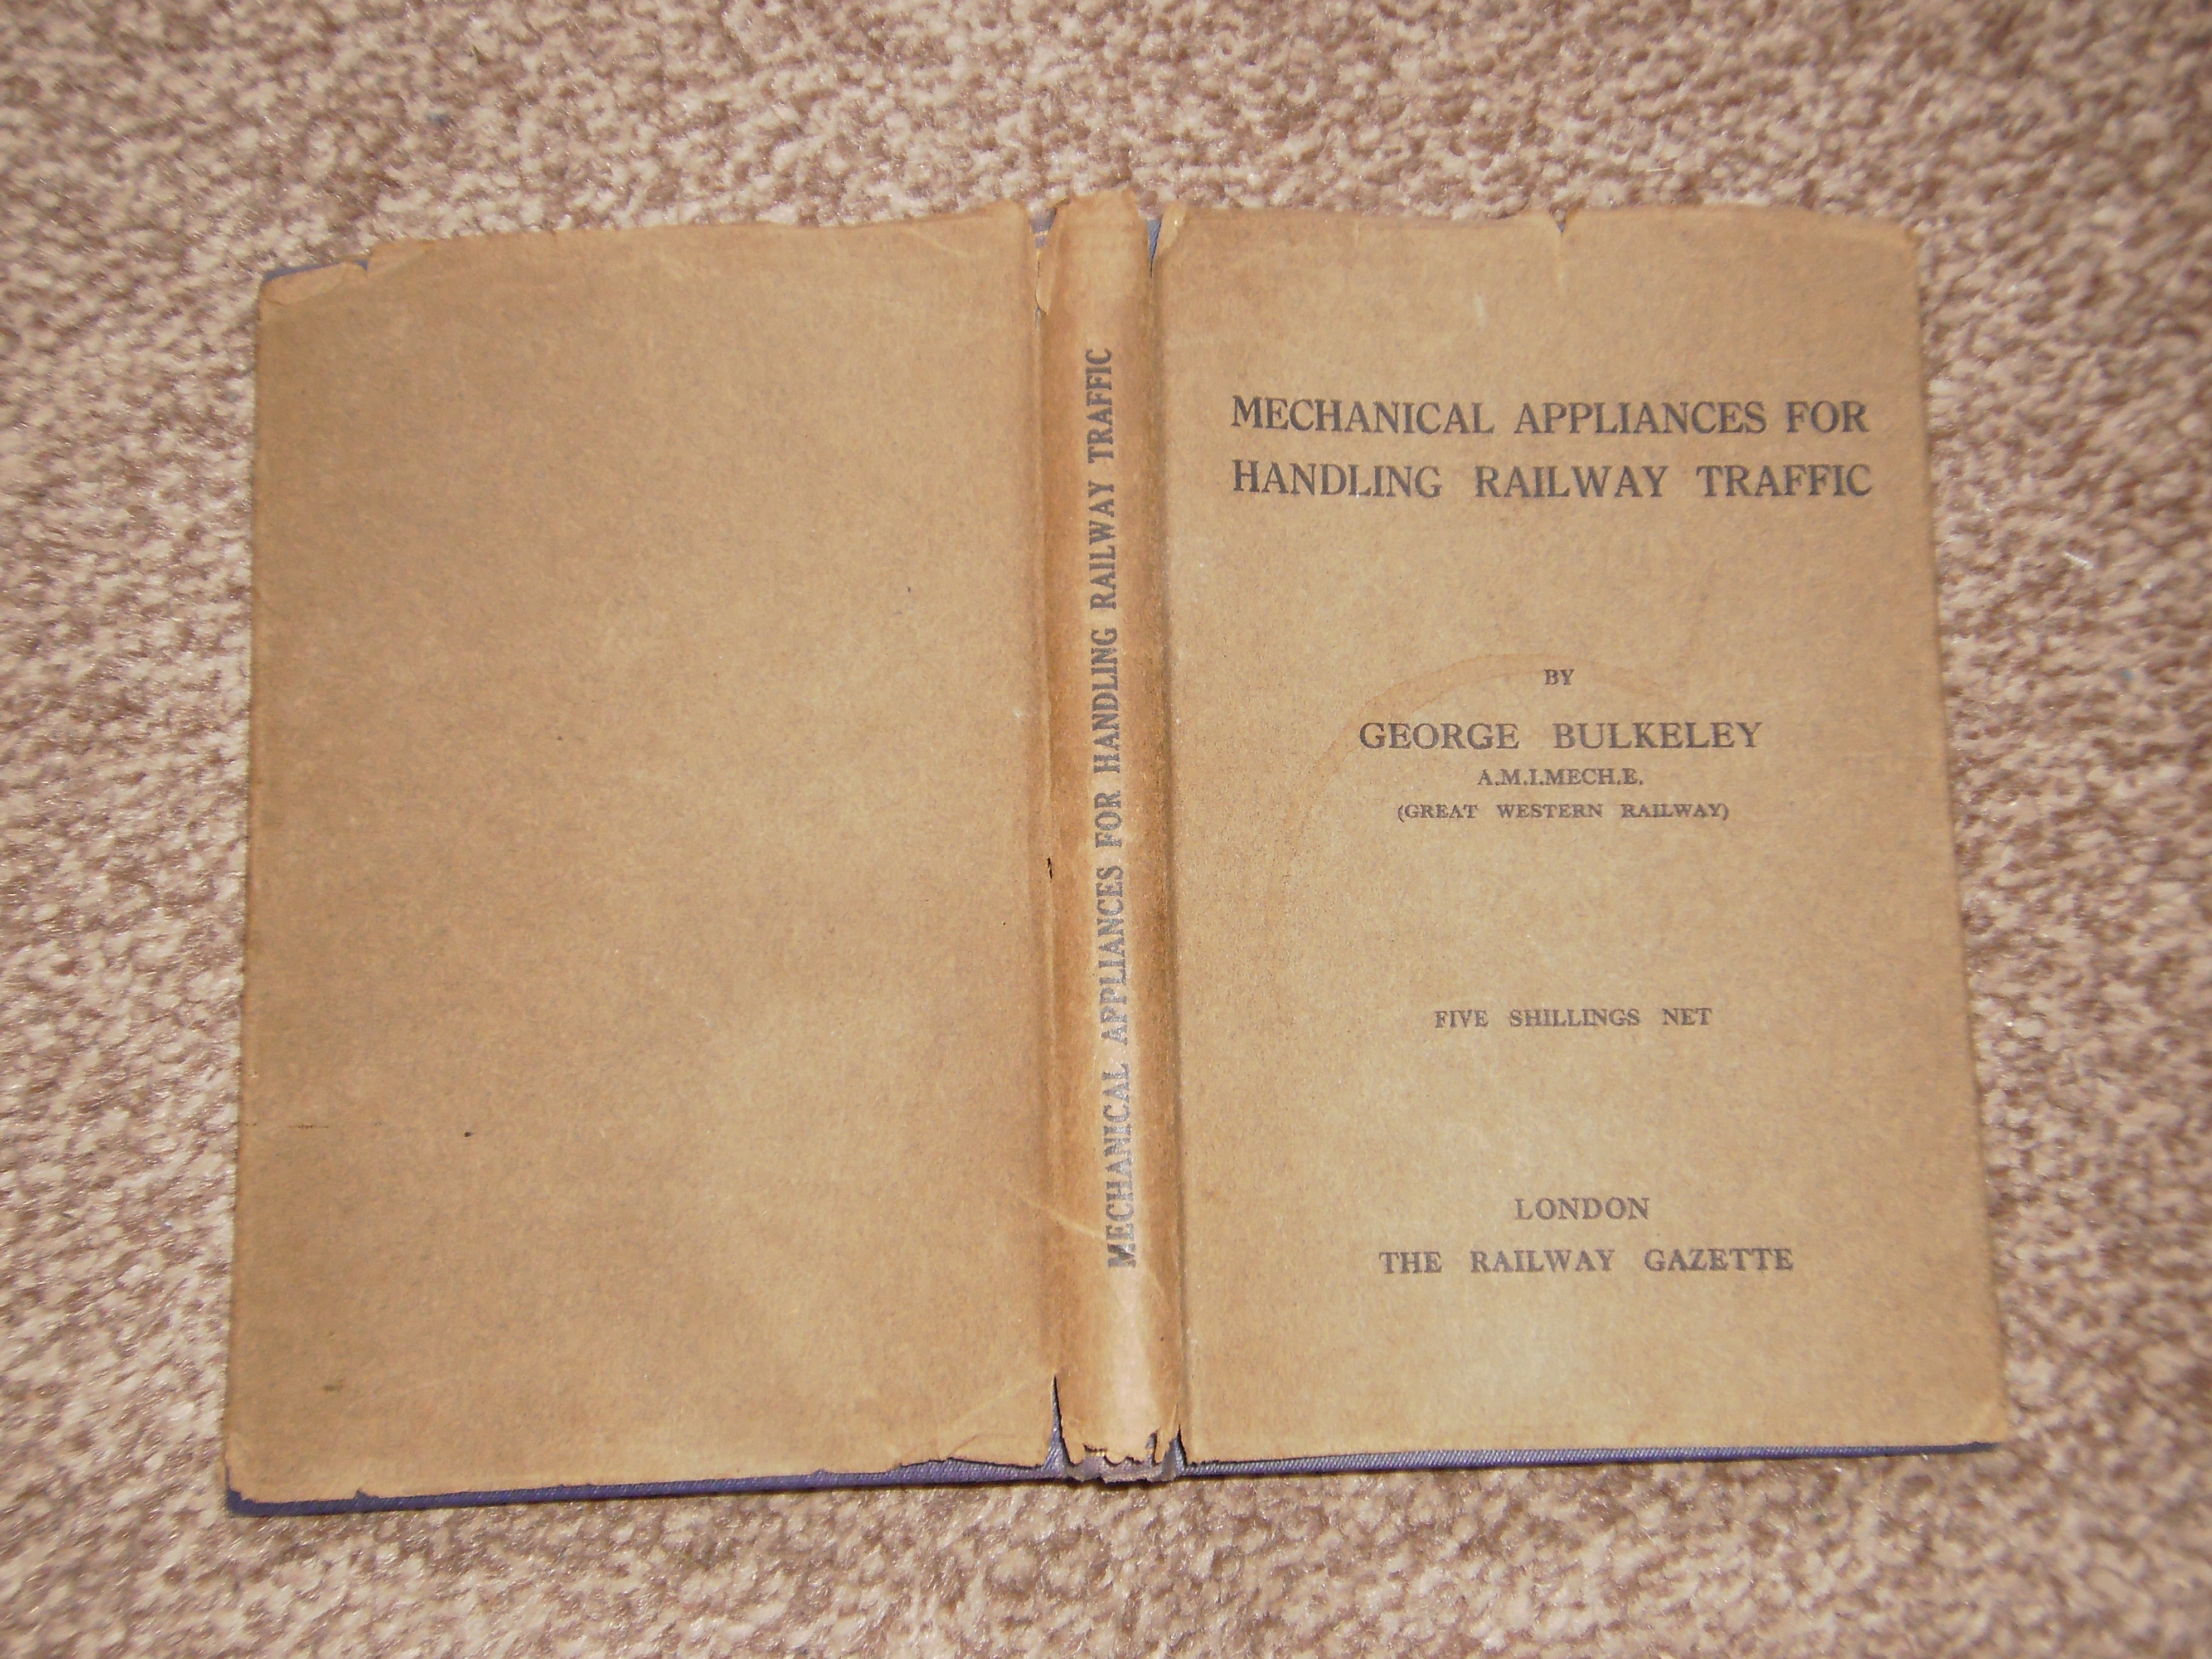 MECHANICAL APPLIANCES FOR HANDLING RAILWAY TRAFFIC
MECHANICAL APPLIANCES FOR
HANDLING RAILWAY TRAFFIC
BY
GEORGE BULKELEY
A.M.I.MECH.E.
(GREAT WESTERN RAILWAY)
FIVE SHILLINGS NET
LONDON
THE RAILWAY GAZETTE